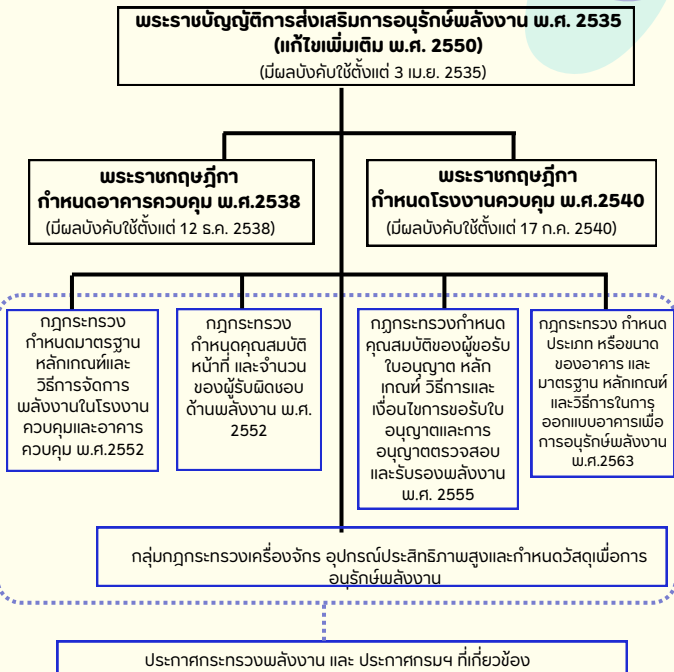 พระราชบัญญัติการส่งเสริมการอนุรักษ์พลังงาน พ.ศ. 2535
(แก้ไขเพิ่มเติม พ.ศ. 2550)
(มีผลบังคับใช้ตั้งแต่ 3 เม.ย. 2535)
พระราชกฤษฎีกา
กำหนดอาคารควบคุม พ.ศ.2538
(มีผลบังคับใช้ตั้งแต่ 12 ธ.ค. 2538)
พระราชกฤษฎีกา
กำหนดโรงงานควบคุม พ.ศ.2540
(มีผลบังคับใช้ตั้งแต่ 17 ก.ค. 2540)
กฎกระทรวง
กำหนดมาตรฐาน
หลักเกณฑ์และ
วิธีการจัดการ
พลังงานในโรงงาน
ควบคุมและอาคาร
ควบคุม พ.ศ.2552
กฎกระทรวง
กำหนดคุณสมบัติ
หน้าที่ และจำนวน
ของผู้รับผิดชอบ
ด้านพลังงาน พ.ศ.
2552
กฎกระทรวงกำหนด
คุณสมบัติของผู้ขอรับ
ใบอนุญาต หลัก
เกณฑ์ วิธีการและ
เงื่อนไขการขอรับใบ
อนุญาตและการ
อนุญาตตรวจสอบ
และรับรองพลังงาน
พ.ศ. 2555
กฎกระทรวง กำหนด
ประเภท หรือขนาด
ของอาคาร และ
มาตรฐาน หลักเกณฑ์
และวิธีการในการ
ออกแบบอาคารเพื่อ
การอนุรักษ์พลังงาน
พ.ศ.2563
กลุ่มกฎกระทรวงเครื่องจักร อุปกรณ์ประสิทธิภาพสูงและกำหนดวัสดุเพื่อการ
อนุรักษ์พลังงาน
ประกาศกระทรวงพลังงาน และ ประกาศกรมฯ ที่เกี่ยวข้อง